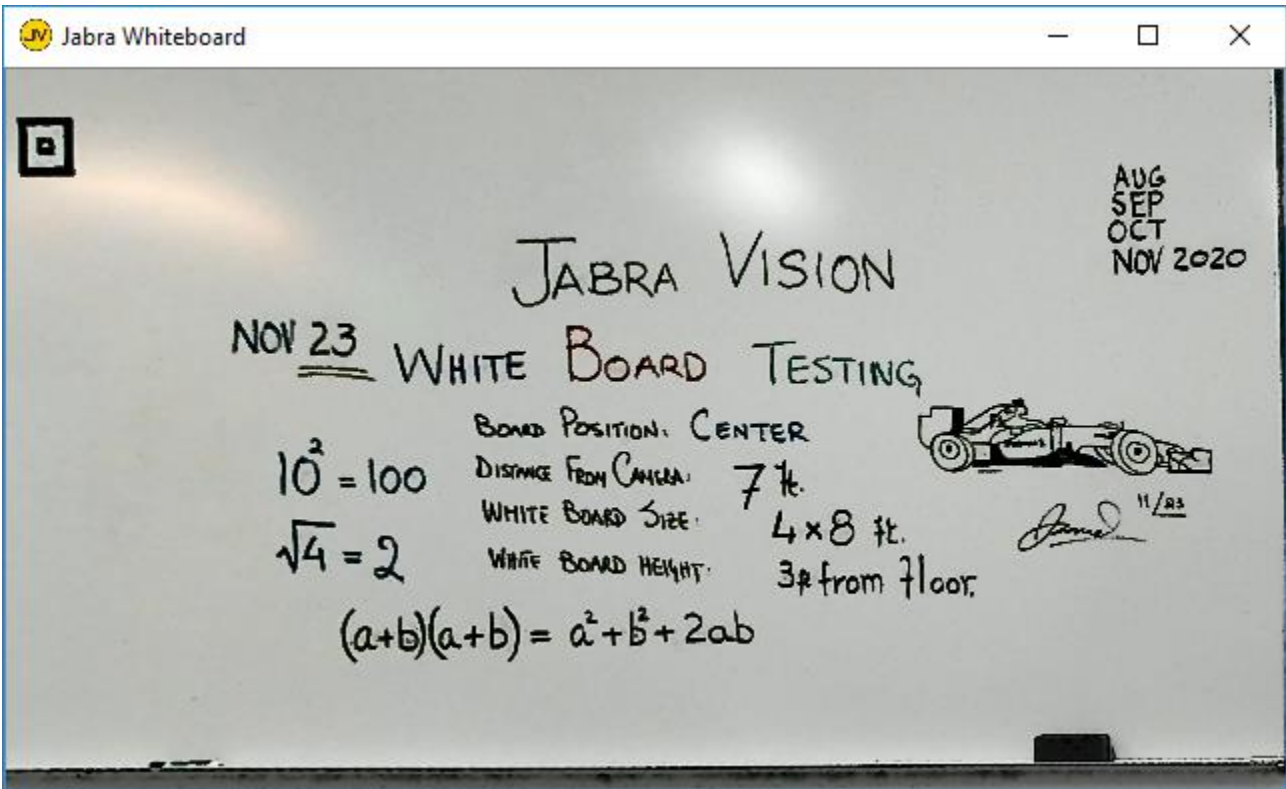 Jabra Whiteboard
AUG
SEP
OCT
NOV 2020
JABRA VISION
NOV 23
WHITE BOARD TESTING
BOARD POSITION: CENTER
10² = 100
DISTANCE FROM CAMERA: 7 ft.
WHITE BOARD SIZE: 4 x 8 ft.
√4 = 2
WHITE BOARD HEIGHT: 3ft from floor.
(a+b)(a+b) = a² + b² + 2ab
11/23